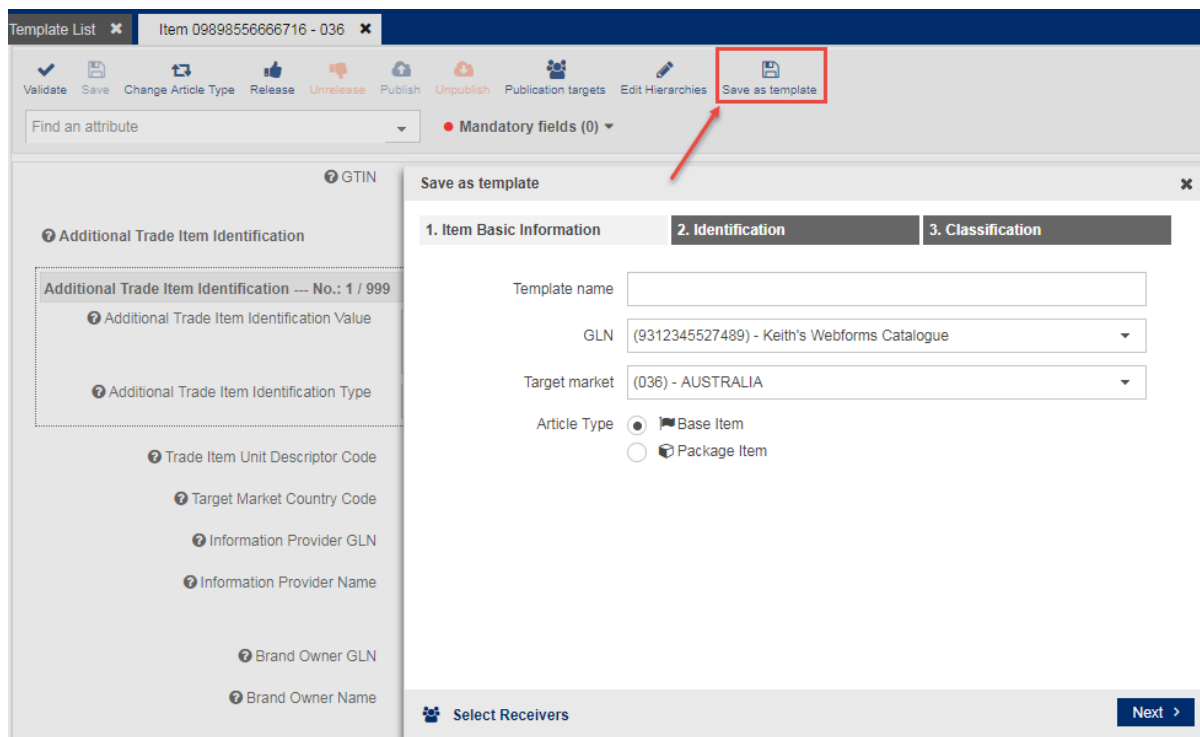 Template List ✖ Item 09898556666716 - 036 ✖
Validate Save Change Article Type Release Unrelease Publish Unpublish Publication targets Edit Hierarchies Save as template
Find an attribute
Mandatory fields (0)
GTIN
Additional Trade Item Identification
Additional Trade Item Identification --- No.: 1 / 999
Additional Trade Item Identification Value
Additional Trade Item Identification Type
Trade Item Unit Descriptor Code
Target Market Country Code
Information Provider GLN
Information Provider Name
Brand Owner GLN
Brand Owner Name
Save as template
1. Item Basic Information 2. Identification 3. Classification
Template name
GLN (9312345527489) - Keith's Webforms Catalogue
Target market (036) - AUSTRALIA
Article Type Base Item
Package Item
Select Receivers Next >